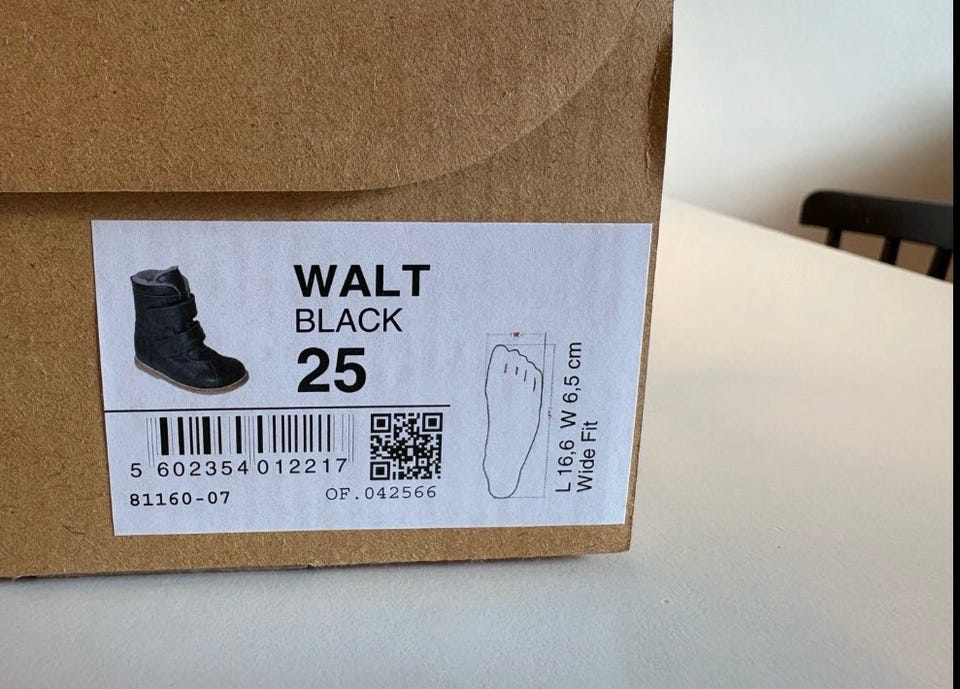 WALT
BLACK
25
5 602354 012217
81160-07
OF.042566
L 16,6 W 6,5 cm
Wide Fit